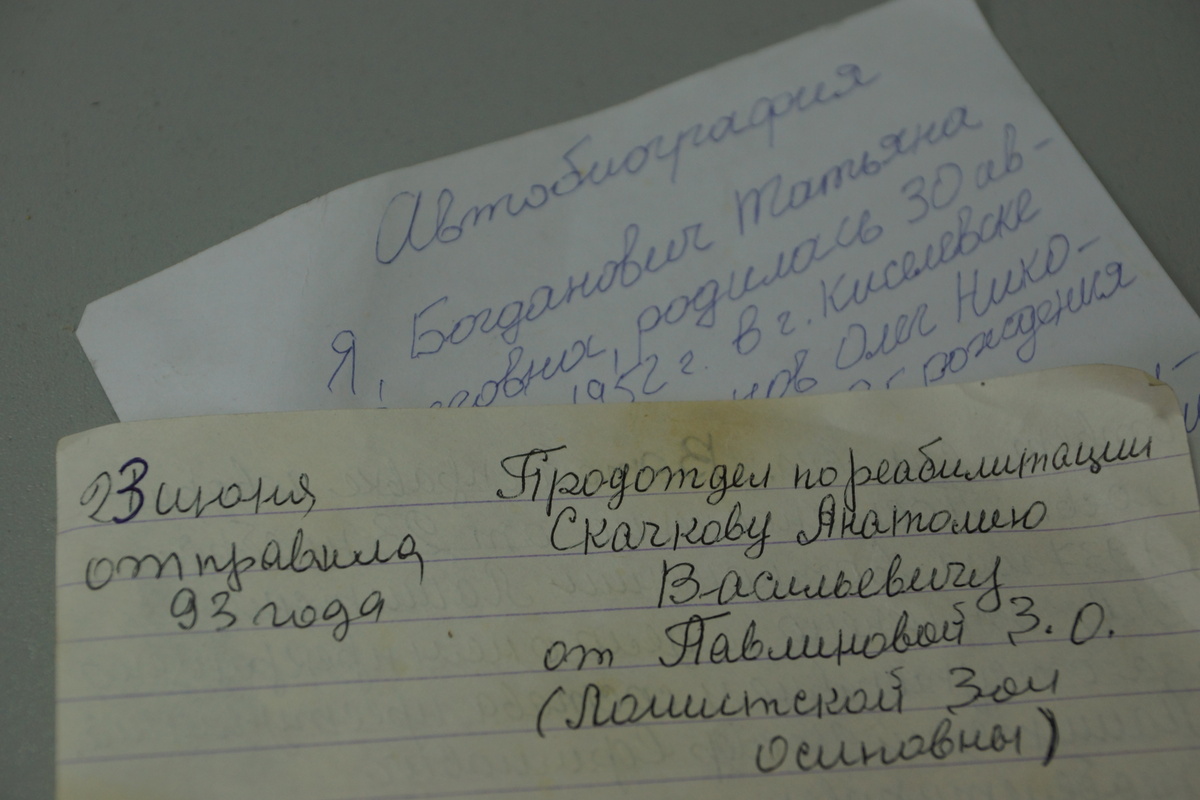 Автобиография
Я, Богданович Татьяна
родилась 30 ав-
1952 г. в г. Киселевске
Олег Нико-
рождения
23 июня
отправила
93 года
Продотдел по реабилитации
Скачкову Анатолию
Васильевичу
от Павлиновой З.О.
(Помитской Зои
осиповны)